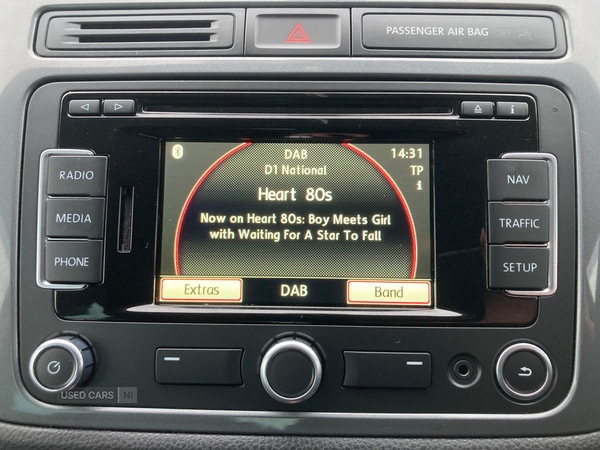 PASSENGER AIR BAG OFF
RADIO
MEDIA
PHONE
DAB
14:31
D1 National
TP
i
Heart 80s
Now on Heart 80s: Boy Meets Girl
with Waiting For A Star To Fall
Extras
DAB
Band
i
NAV
TRAFFIC
SETUP
USED CARS NI